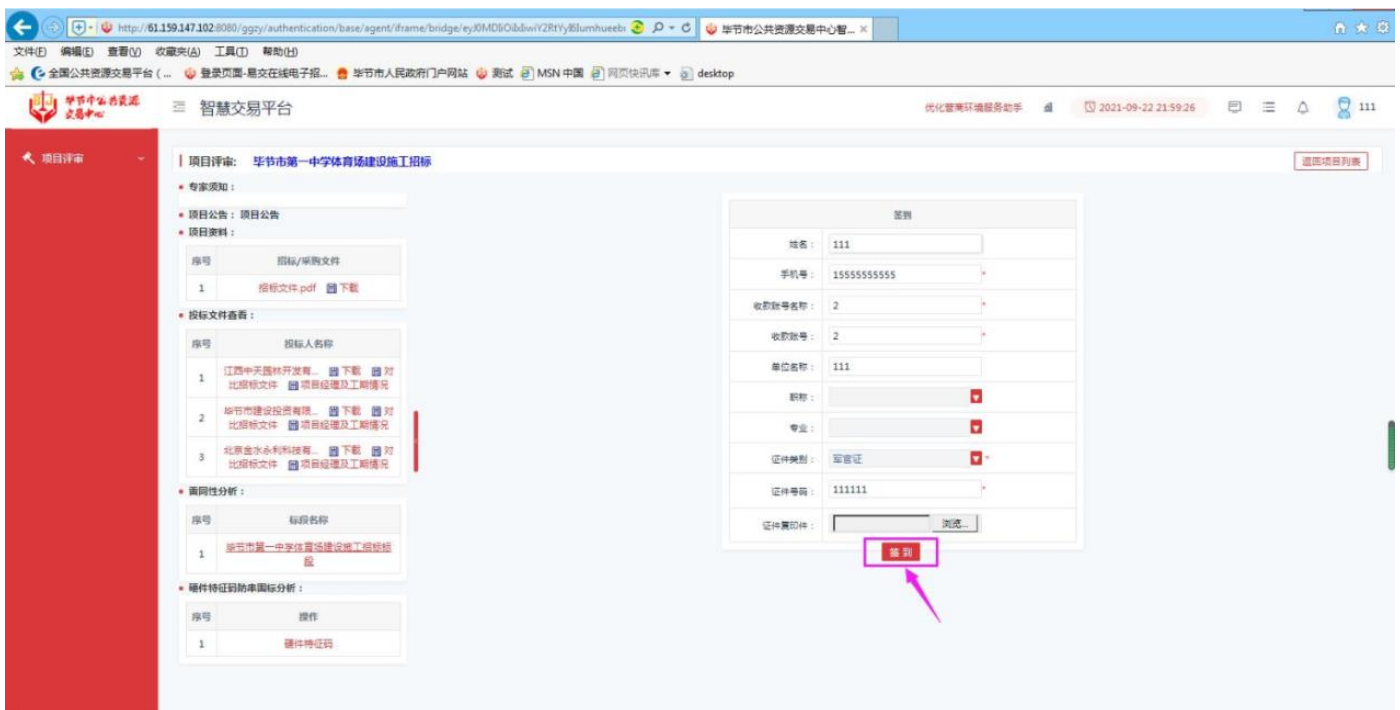 http://61.159.147.102:8080/ggzy/authentication/base/agent/iframe/bridge/
毕节市公共资源交易中心智...
文件(F) 编辑(E) 查看(V) 收藏夹(A) 工具(T) 帮助(H)
全国公共资源交易平台 (... 登录页面-易交在线电子招... 毕节市人民政府门户网站 测试 MSN 中国 网页快讯库 desktop
毕节市公共资源
交易中心
智慧交易平台
优化营商环境服务助手
2021-09-22 21:59:26
111
项目评审
项目评审: 毕节市第一中学体育场建设施工招标
退回项目列表
专家须知:
项目公告: 项目公告
项目资料:
序号 招标/采购文件
1 招标文件.pdf 下载
投标文件查看:
序号 投标人名称
1 江西中天园林开发有... 下载 对
比招标文件 项目经理及工期情况
2 毕节市建设投资有限... 下载 对
比招标文件 项目经理及工期情况
3 北京金水永利科技有... 下载 对
比招标文件 项目经理及工期情况
雷同性分析:
序号 标段名称
1 毕节市第一中学体育场建设施工招标标
段
硬件特征码防串围标分析:
序号 操作
1 硬件特征码
签到
姓名: 111
手机号: 15555555555 *
收款账号名称: 2 *
收款账号: 2 *
单位名称: 111
职称:
专业:
证件类别: 军官证 *
证件号码: 111111 *
证件复印件: 浏览...
签到